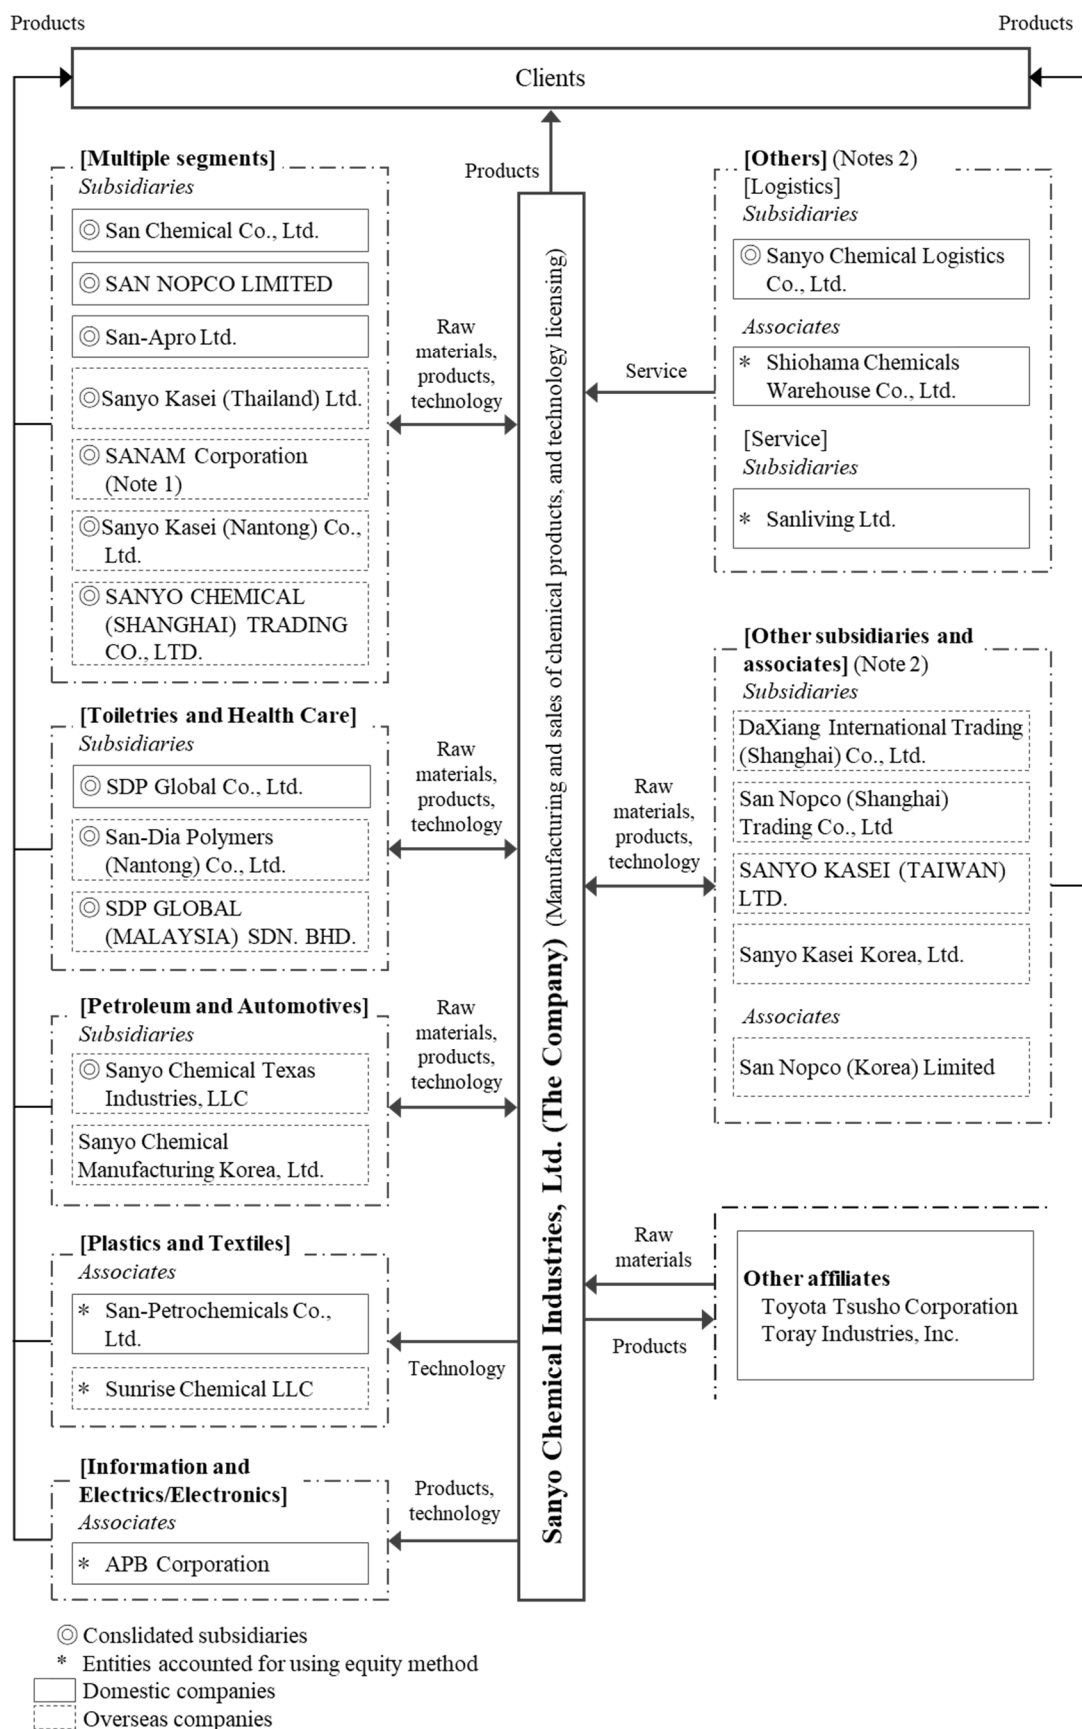 Products
Products
Clients
Products
[Multiple segments]
Subsidiaries
◎ San Chemical Co., Ltd.
◎ SAN NOPCO LIMITED
◎ San-Apro Ltd.
◎ Sanyo Kasei (Thailand) Ltd.
◎ SANAM Corporation
(Note 1)
◎ Sanyo Kasei (Nantong) Co.,
Ltd.
◎ SANYO CHEMICAL
(SHANGHAI) TRADING
CO., LTD.
Raw
materials,
products,
technology
[Toiletries and Health Care]
Subsidiaries
◎ SDP Global Co., Ltd.
◎ San-Dia Polymers
(Nantong) Co., Ltd.
◎ SDP GLOBAL
(MALAYSIA) SDN. BHD.
Raw
materials,
products,
technology
[Petroleum and Automotives]
Subsidiaries
◎ Sanyo Chemical Texas
Industries, LLC
Sanyo Chemical
Manufacturing Korea, Ltd.
Raw
materials,
products,
technology
[Plastics and Textiles]
Associates
* San-Petrochemicals Co.,
Ltd.
* Sunrise Chemical LLC
Technology
[Information and
Electrics/Electronics]
Associates
* APB Corporation
Products,
technology
Sanyo Chemical Industries, Ltd. (The Company) (Manufacturing and sales of chemical products, and technology licensing)
[Others] (Notes 2)
[Logistics]
Subsidiaries
◎ Sanyo Chemical Logistics
Co., Ltd.
Associates
* Shiohama Chemicals
Warehouse Co., Ltd.
[Service]
Subsidiaries
* Sanliving Ltd.
Service
[Other subsidiaries and
associates] (Note 2)
Subsidiaries
DaXiang International Trading
(Shanghai) Co., Ltd.
San Nopco (Shanghai)
Trading Co., Ltd
SANYO KASEI (TAIWAN)
LTD.
Sanyo Kasei Korea, Ltd.
Associates
San Nopco (Korea) Limited
Raw
materials,
products,
technology
Raw
materials
Products
Other affiliates
Toyota Tsusho Corporation
Toray Industries, Inc.
◎ Conslidated subsidiaries
* Entities accounted for using equity method
Domestic companies
Overseas companies